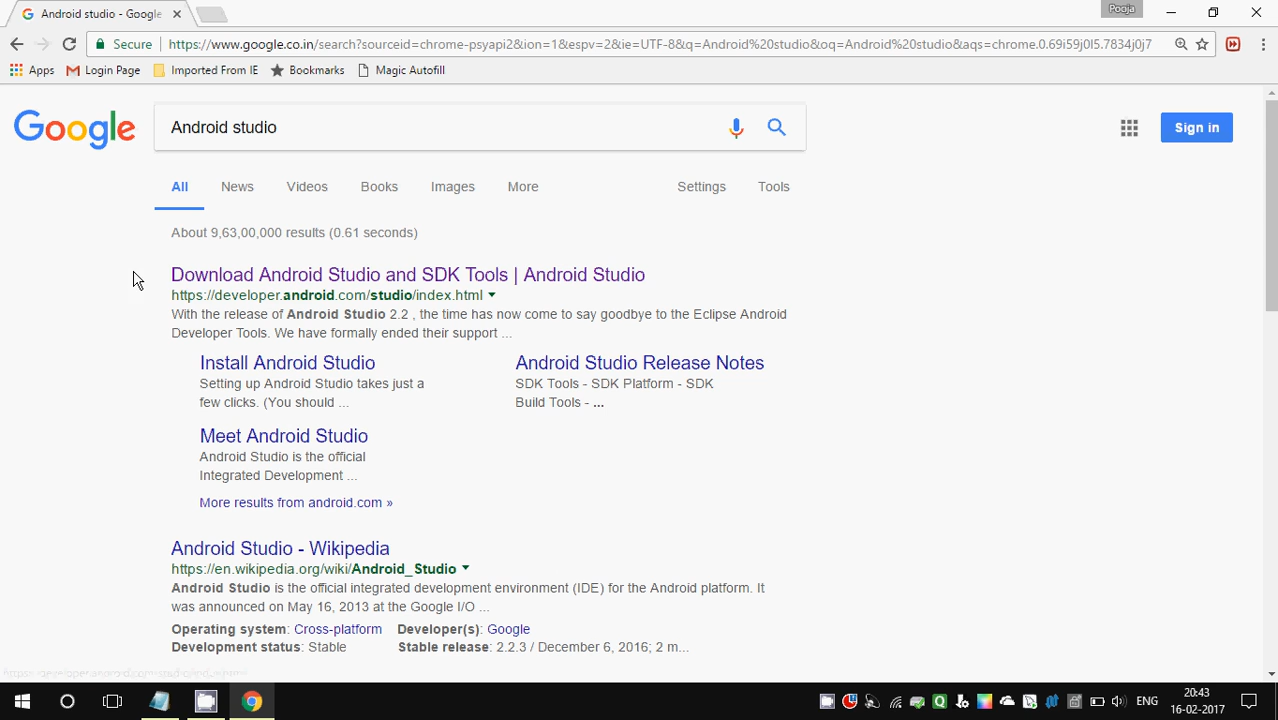 Android studio - Google
Pooja
Secure
https://www.google.co.in/search?sourceid=chrome-psyapi2&ion=1&espv=2&ie=UTF-8&q=Android%20studio&oq=Android%20studio&aqs=chrome.0.69i59j0l5.7834j0j7
Apps Login Page Imported From IE Bookmarks Magic Autofill
Google
Android studio
Sign in
All News Videos Books Images More Settings Tools
About 9,63,00,000 results (0.61 seconds)
Download Android Studio and SDK Tools | Android Studio
https://developer.android.com/studio/index.html
With the release of Android Studio 2.2 , the time has now come to say goodbye to the Eclipse Android
Developer Tools. We have formally ended their support ...
Install Android Studio
Setting up Android Studio takes just a
few clicks. (You should ...
Android Studio Release Notes
SDK Tools - SDK Platform - SDK
Build Tools - ...
Meet Android Studio
Android Studio is the official
Integrated Development ...
More results from android.com »
Android Studio - Wikipedia
https://en.wikipedia.org/wiki/Android_Studio
Android Studio is the official integrated development environment (IDE) for the Android platform. It
was announced on May 16, 2013 at the Google I/O ...
Operating system: Cross-platform Developer(s): Google
Development status: Stable Stable release: 2.2.3 / December 6, 2016; 2 m...
ENG
20:43
16-02-2017